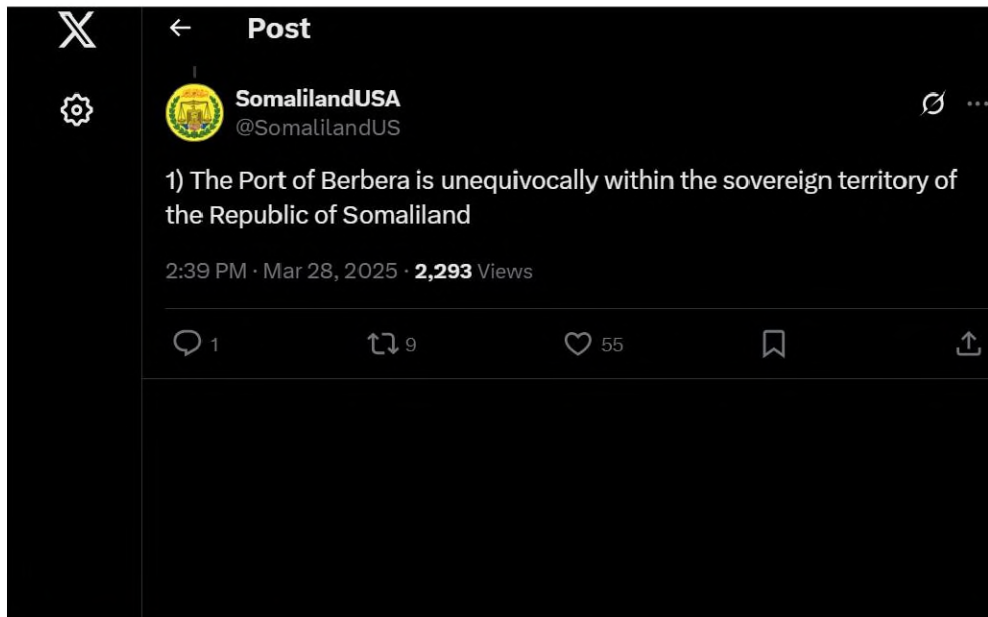 Post
SomalilandUSA
@SomalilandUS
1) The Port of Berbera is unequivocally within the sovereign territory of
the Republic of Somaliland
2:39 PM · Mar 28, 2025 · 2,293 Views
1 9 55